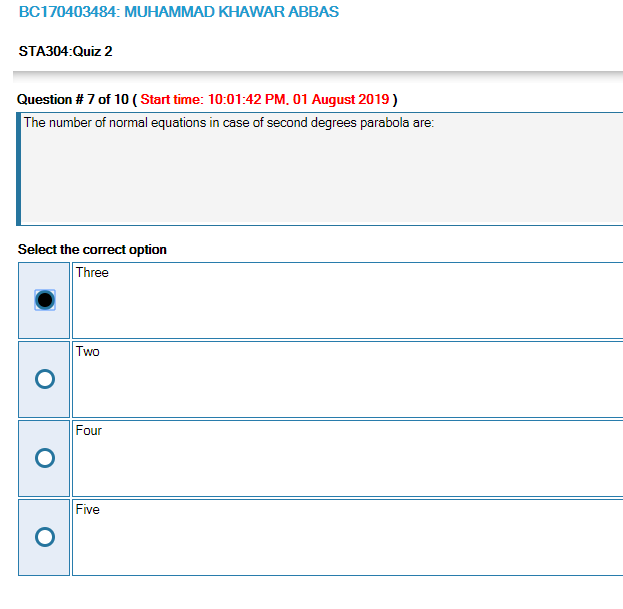 BC170403484: MUHAMMAD KHAWAR ABBAS
STA304:Quiz 2
Question # 7 of 10 ( Start time: 10:01:42 PM, 01 August 2019 )
The number of normal equations in case of second degrees parabola are:
Select the correct option
Three
Two
Four
Five